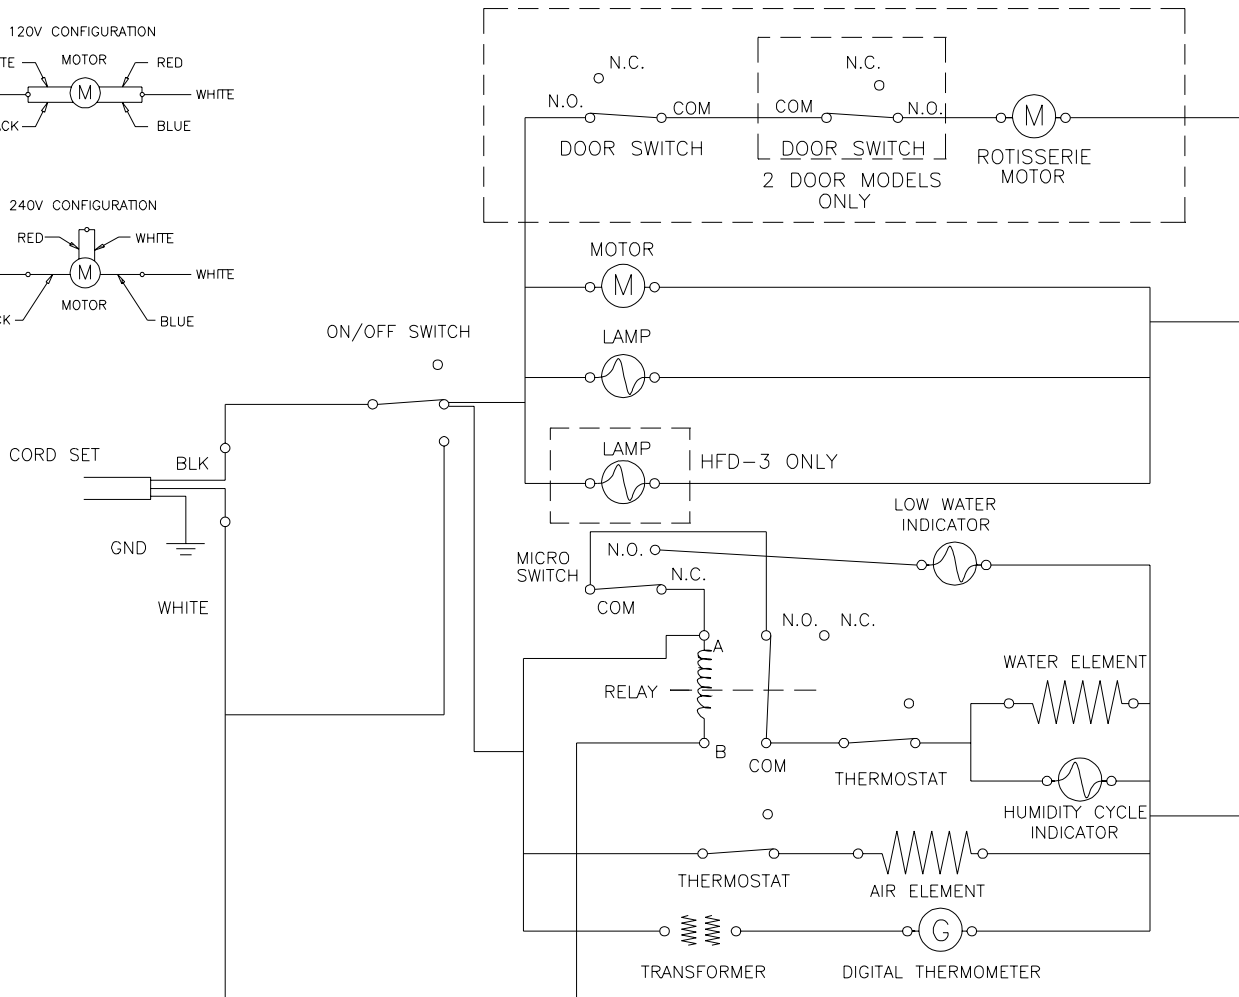 120V CONFIGURATION
MOTOR
RED
M
WHITE
BLUE
240V CONFIGURATION
RED
WHITE
M
WHITE
MOTOR
BLUE
N.C.
N.C.
N.O.
COM
COM
N.O.
M
DOOR SWITCH
DOOR SWITCH
ROTISSERIE
MOTOR
2 DOOR MODELS
ONLY
MOTOR
M
ON/OFF SWITCH
LAMP
CORD SET
BLK
LAMP
HFD-3 ONLY
GND
WHITE
LOW WATER
INDICATOR
MICRO
SWITCH
N.O.
N.C.
COM
N.O.
N.C.
A
RELAY
B
COM
WATER ELEMENT
THERMOSTAT
HUMIDITY CYCLE
INDICATOR
THERMOSTAT
AIR ELEMENT
G
TRANSFORMER
DIGITAL THERMOMETER